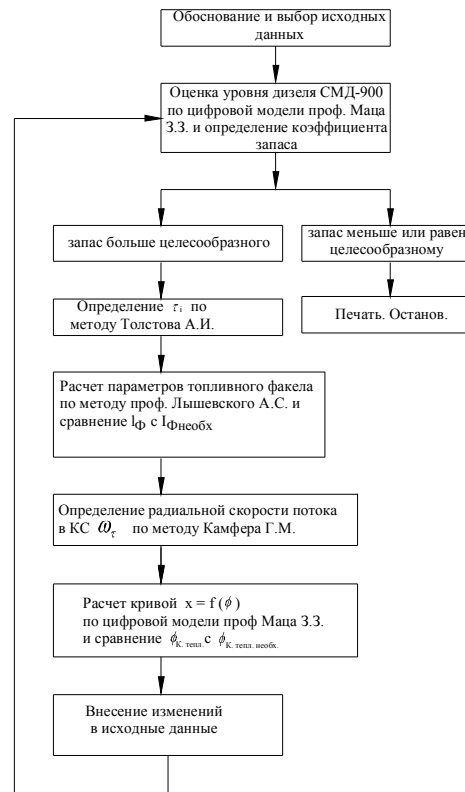 Обоснование и выбор исходных
данных
Оценка уровня дизеля СМД-900
по цифровой модели проф. Маца
З.З. и определение коэффициента
запаса
запас больше целесообразного
запас меньше или равен
целесообразному
Определение τi по
методу Толстова А.И.
Печать. Останов.
Расчет параметров топливного факела
по методу проф. Лышевского А.С. и
сравнение lФ с IФнеобх
Определение радиальной скорости потока
в КС ωτ по методу Камфера Г.М.
Расчет кривой x = f (ϕ)
по цифровой модели проф Маца З.З.
и сравнение ϕК. тепл. с ϕК. тепл. необх.
Внесение изменений
в исходные данные